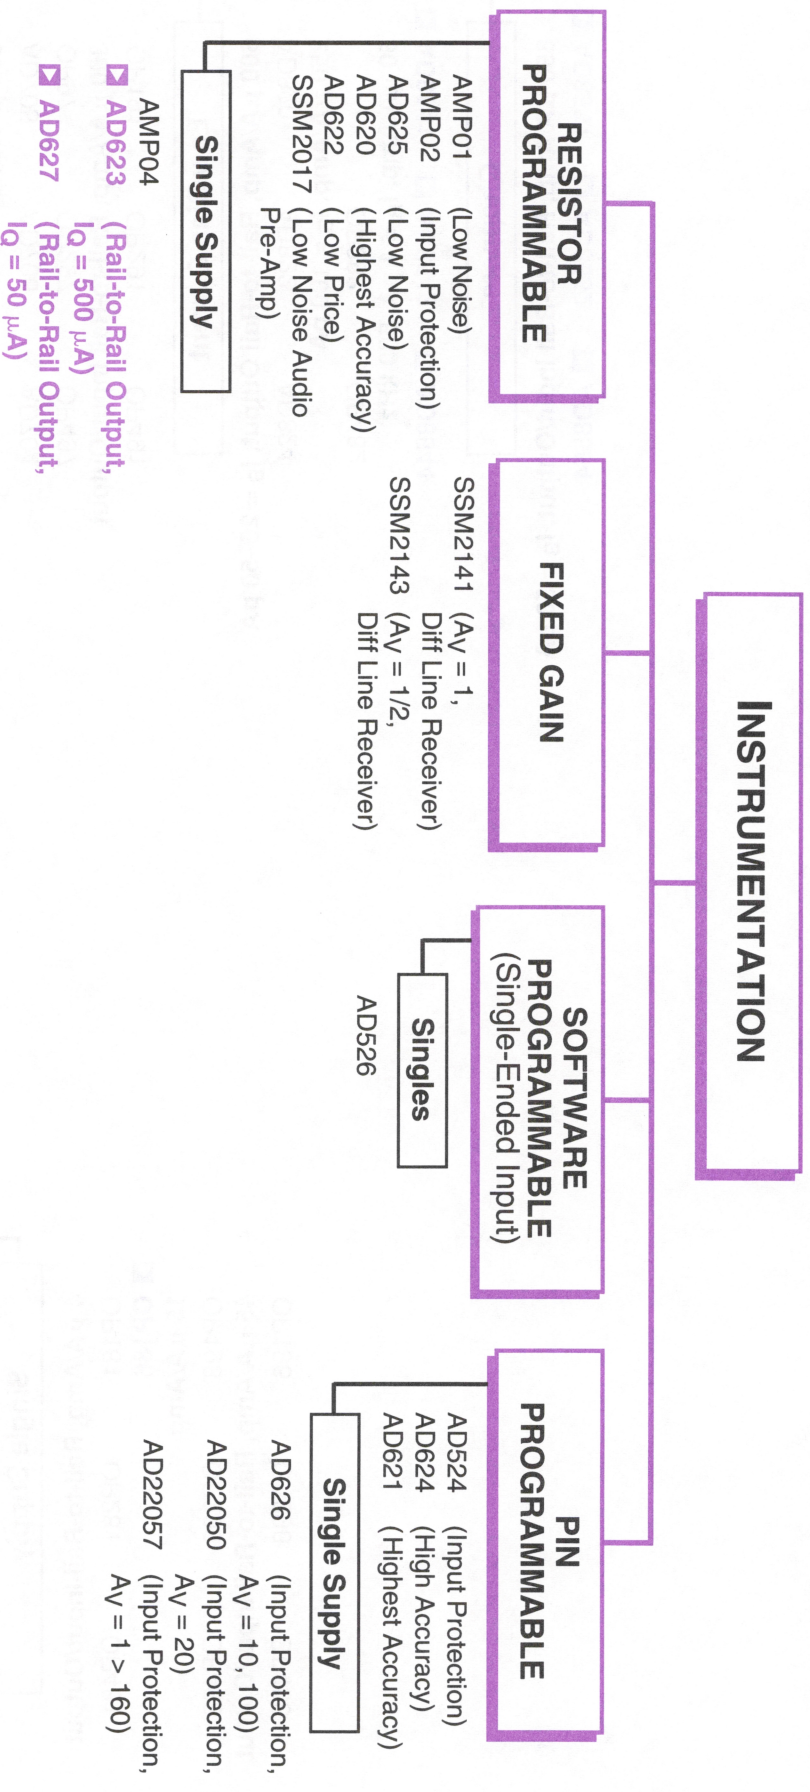 INSTRUMENTATION
RESISTOR
PROGRAMMABLE
AMP01 (Low Noise)
AMP02 (Input Protection)
AD625 (Low Noise)
AD620 (Highest Accuracy)
AD622 (Low Price)
SSM2017 (Low Noise Audio
Pre-Amp)
Single Supply
AMP04
AD623 (Rail-to-Rail Output,
IQ = 500 μA)
AD627 (Rail-to-Rail Output,
IQ = 50 μA)
FIXED GAIN
SSM2141 (AV = 1,
Diff Line Receiver)
SSM2143 (AV = 1/2,
Diff Line Receiver)
SOFTWARE
PROGRAMMABLE
(Single-Ended Input)
Singles
AD526
PIN
PROGRAMMABLE
AD524 (Input Protection)
AD624 (High Accuracy)
AD621 (Highest Accuracy)
Single Supply
AD626 (Input Protection,
AV = 10, 100)
AD22050 (Input Protection,
AV = 20)
AD22057 (Input Protection,
AV = 1 > 160)